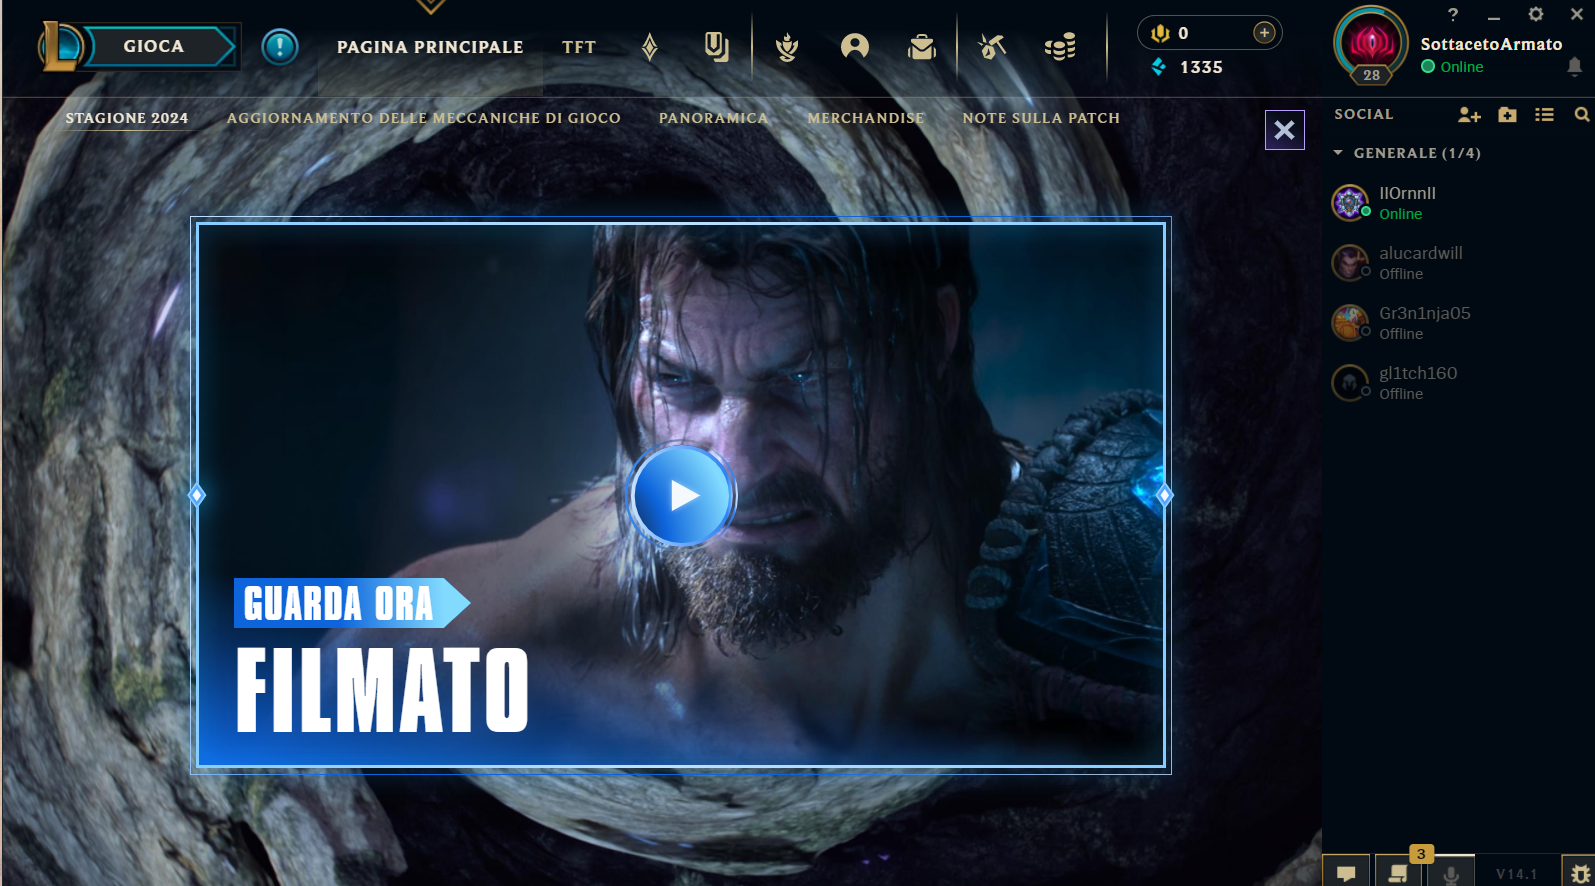 GIOCA
PAGINA PRINCIPALE
TFT
0
1335
28
SottacetoArmato
Online
STAGIONE 2024
AGGIORNAMENTO DELLE MECCANICHE DI GIOCO
PANORAMICA
MERCHANDISE
NOTE SULLA PATCH
SOCIAL
GENERALE (1/4)
IIOrnnII
Online
alucardwill
Offline
Gr3n1nja05
Offline
gl1tch160
Offline
GUARDA ORA
FILMATO
3
V14.1